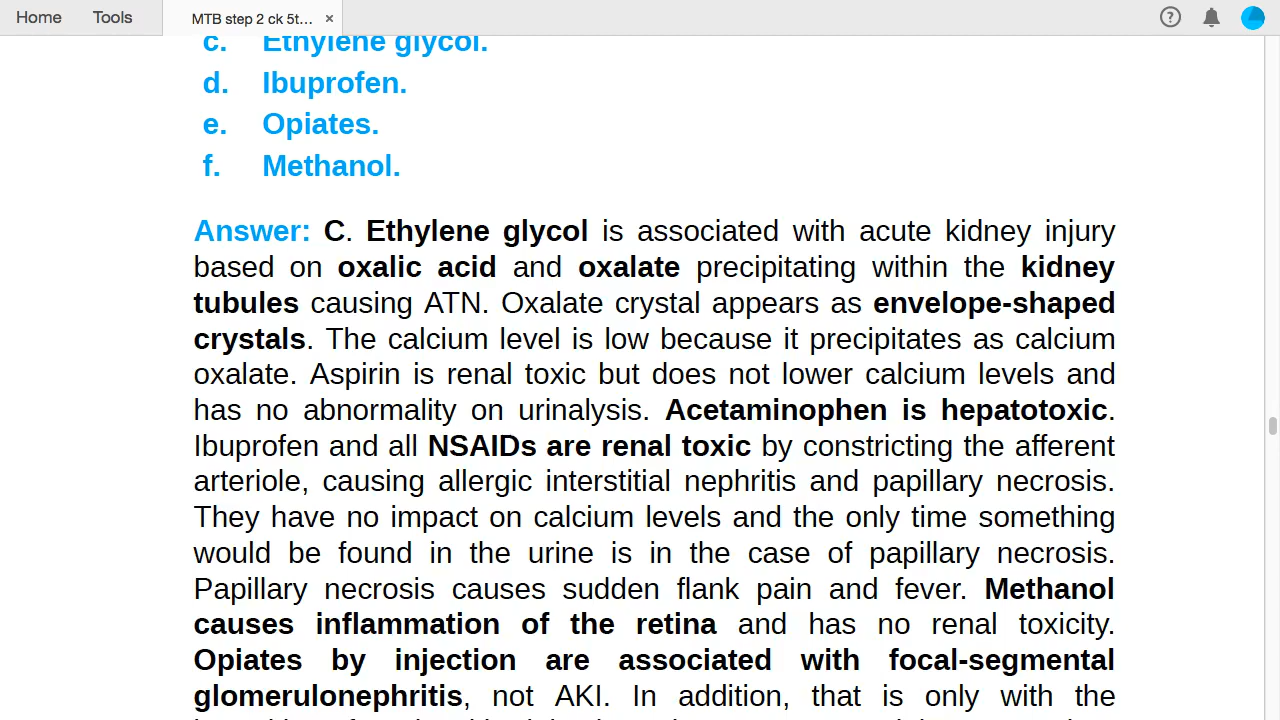 Home Tools MTB step 2 ck 5t... ×
c. Ethylene glycol.
d. Ibuprofen.
e. Opiates.
f. Methanol.
Answer: C. Ethylene glycol is associated with acute kidney injury
based on oxalic acid and oxalate precipitating within the kidney
tubules causing ATN. Oxalate crystal appears as envelope-shaped
crystals. The calcium level is low because it precipitates as calcium
oxalate. Aspirin is renal toxic but does not lower calcium levels and
has no abnormality on urinalysis. Acetaminophen is hepatotoxic.
Ibuprofen and all NSAIDs are renal toxic by constricting the afferent
arteriole, causing allergic interstitial nephritis and papillary necrosis.
They have no impact on calcium levels and the only time something
would be found in the urine is in the case of papillary necrosis.
Papillary necrosis causes sudden flank pain and fever. Methanol
causes inflammation of the retina and has no renal toxicity.
Opiates by injection are associated with focal-segmental
glomerulonephritis, not AKI. In addition, that is only with the